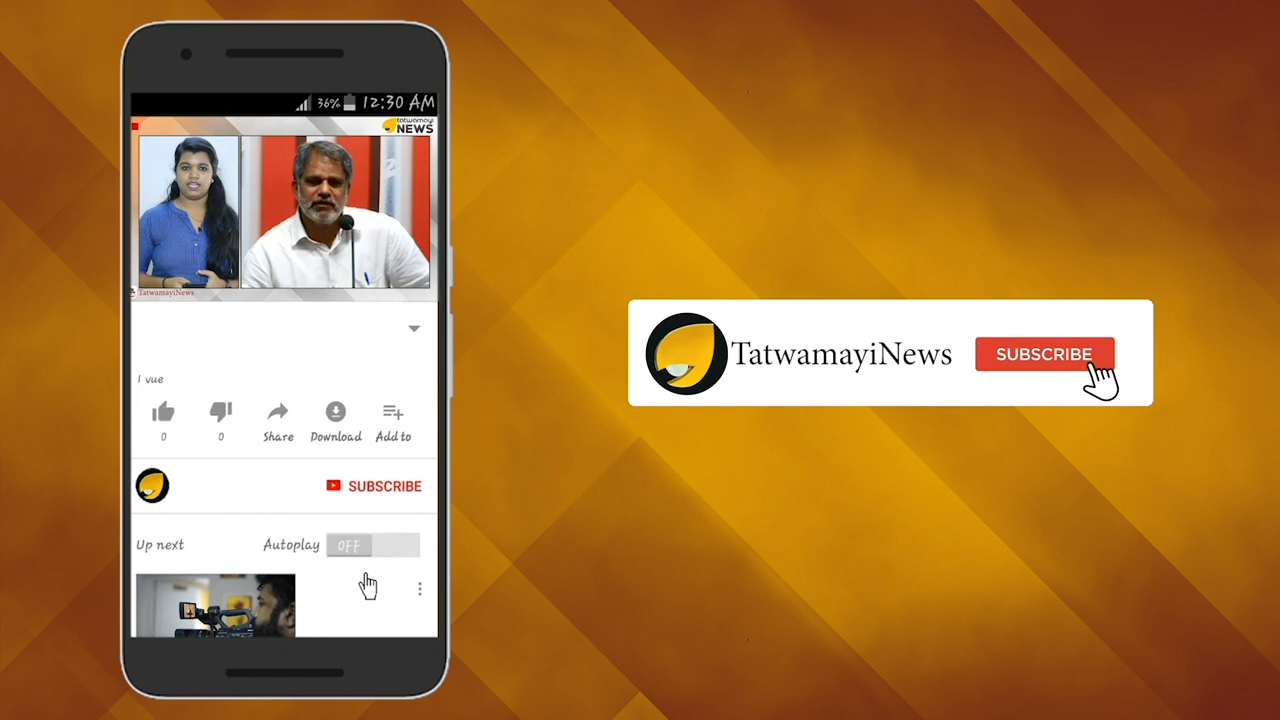 36% 12:30 AM
tatwamayi
NEWS
TatwamayiNews
1 vue
0 0 Share Download Add to
SUBSCRIBE
Up next Autoplay OFF
TatwamayiNews SUBSCRIBE